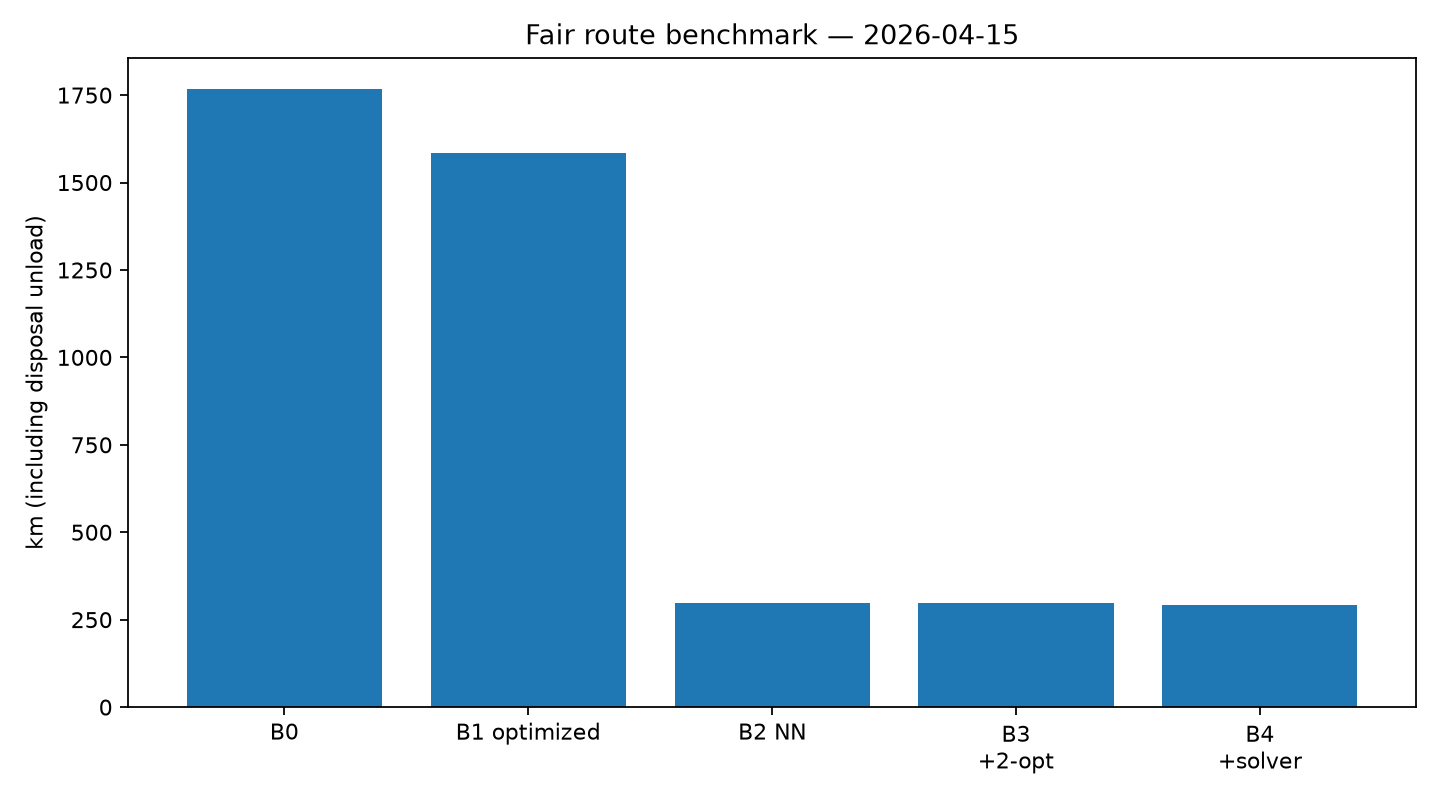 Fair route benchmark — 2026-04-15
km (including disposal unload)
1750
1500
1250
1000
750
500
250
0
B0
B1 optimized
B2 NN
B3
+2-opt
B4
+solver